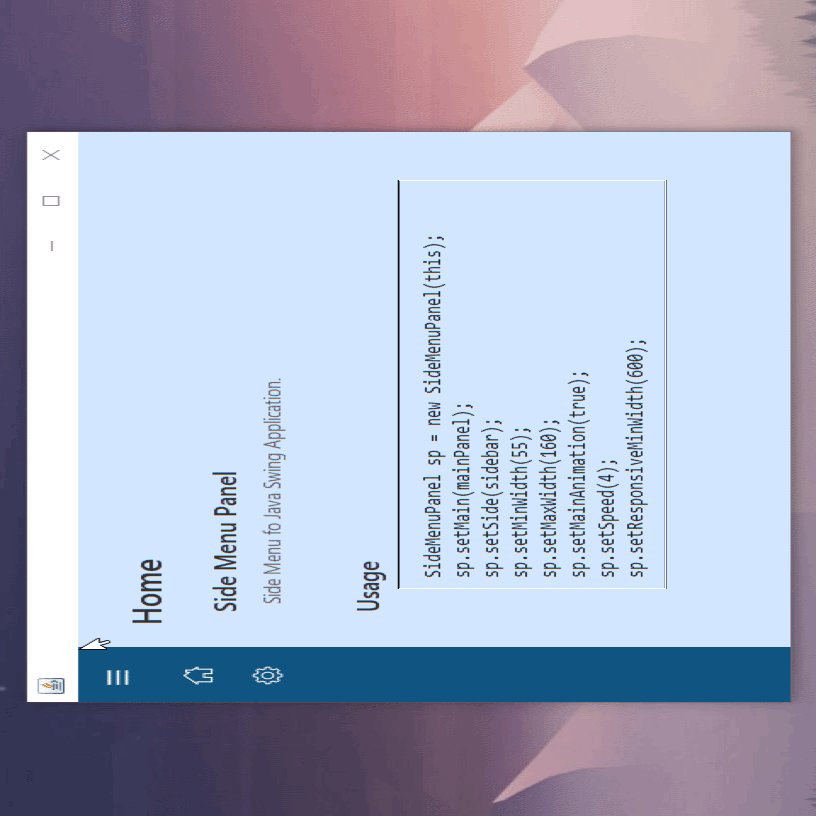 Home
Side Menu Panel
Side Menu fo Java Swing Application.
Usage
SideMenuPanel sp = new SideMenuPanel(this);
sp.setMain(mainPanel);
sp.setSide(sidebar);
sp.setMinWidth(55);
sp.setMaxWidth(160);
sp.setMainAnimation(true);
sp.setSpeed(4);
sp.setResponsiveMinWidth(600);